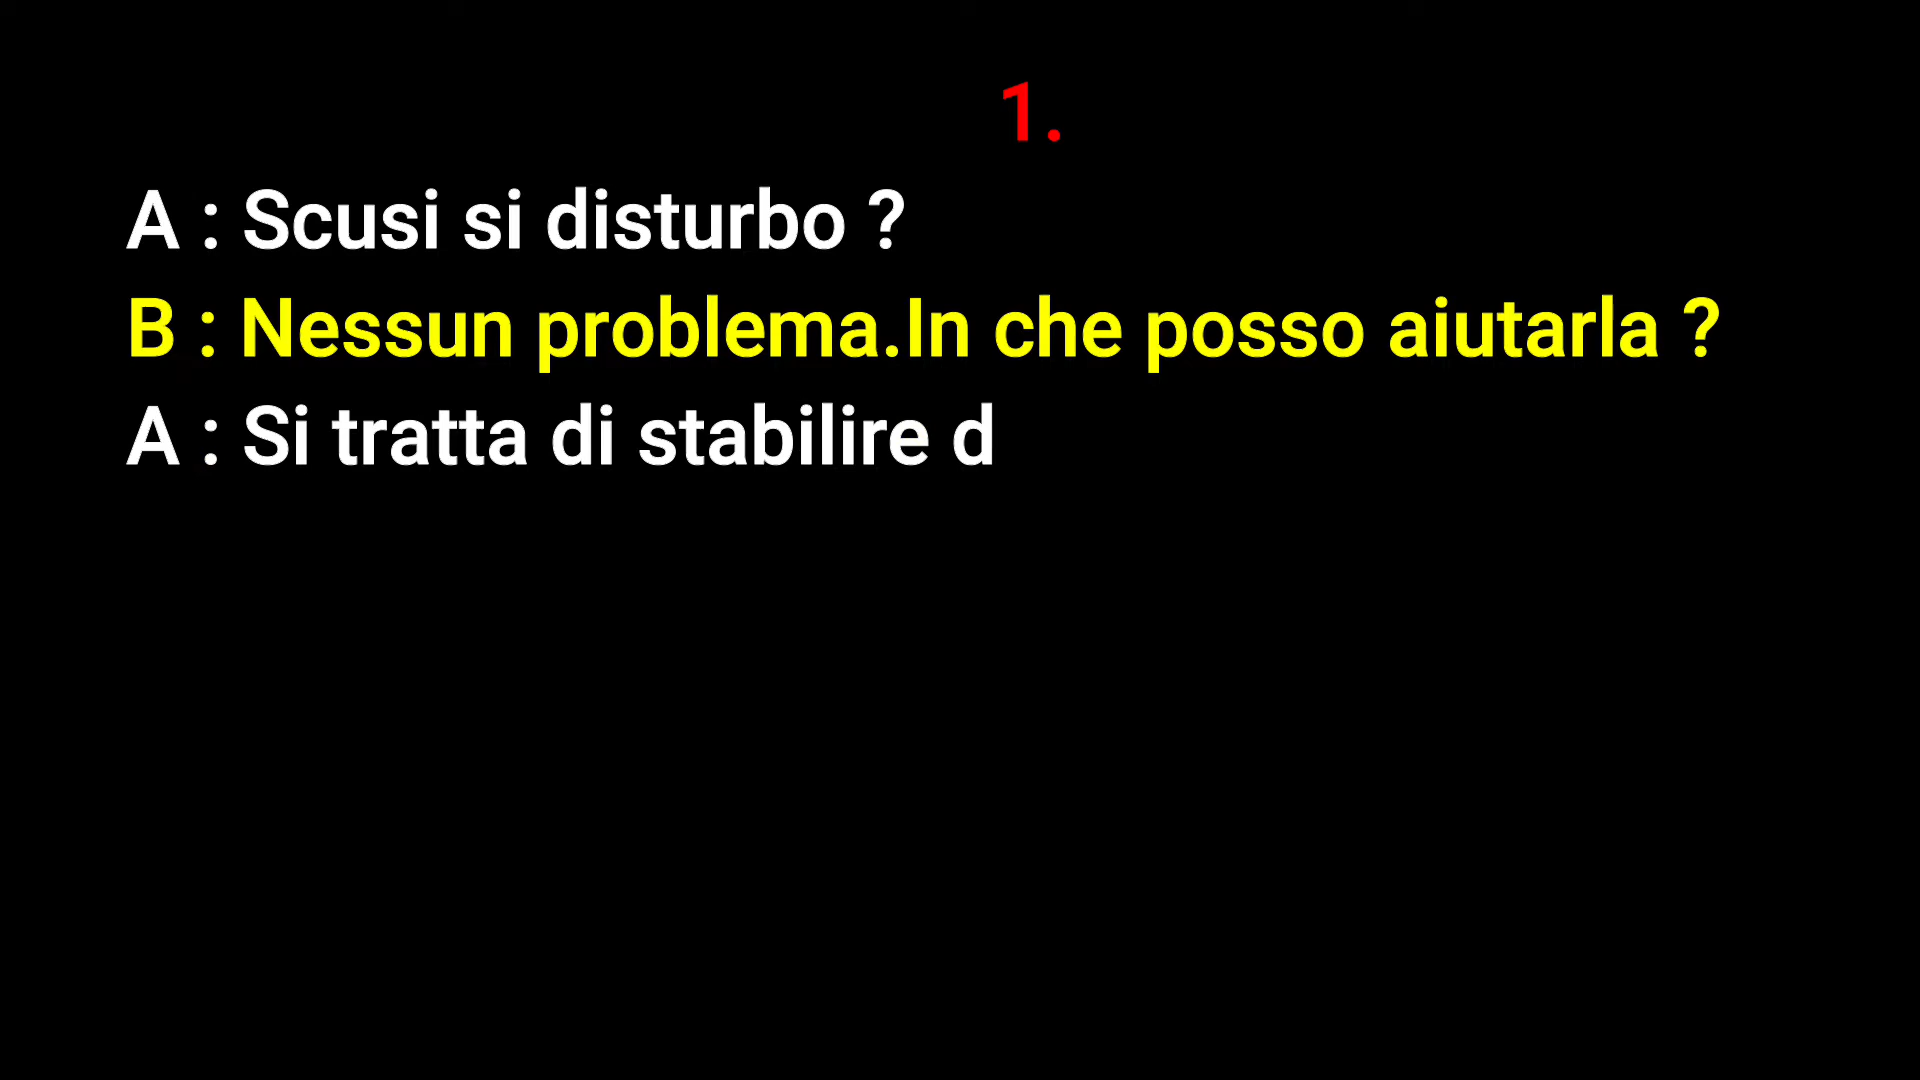 1.
A : Scusi si disturbo ?
B : Nessun problema.In che posso aiutarla ?
A : Si tratta di stabilire d